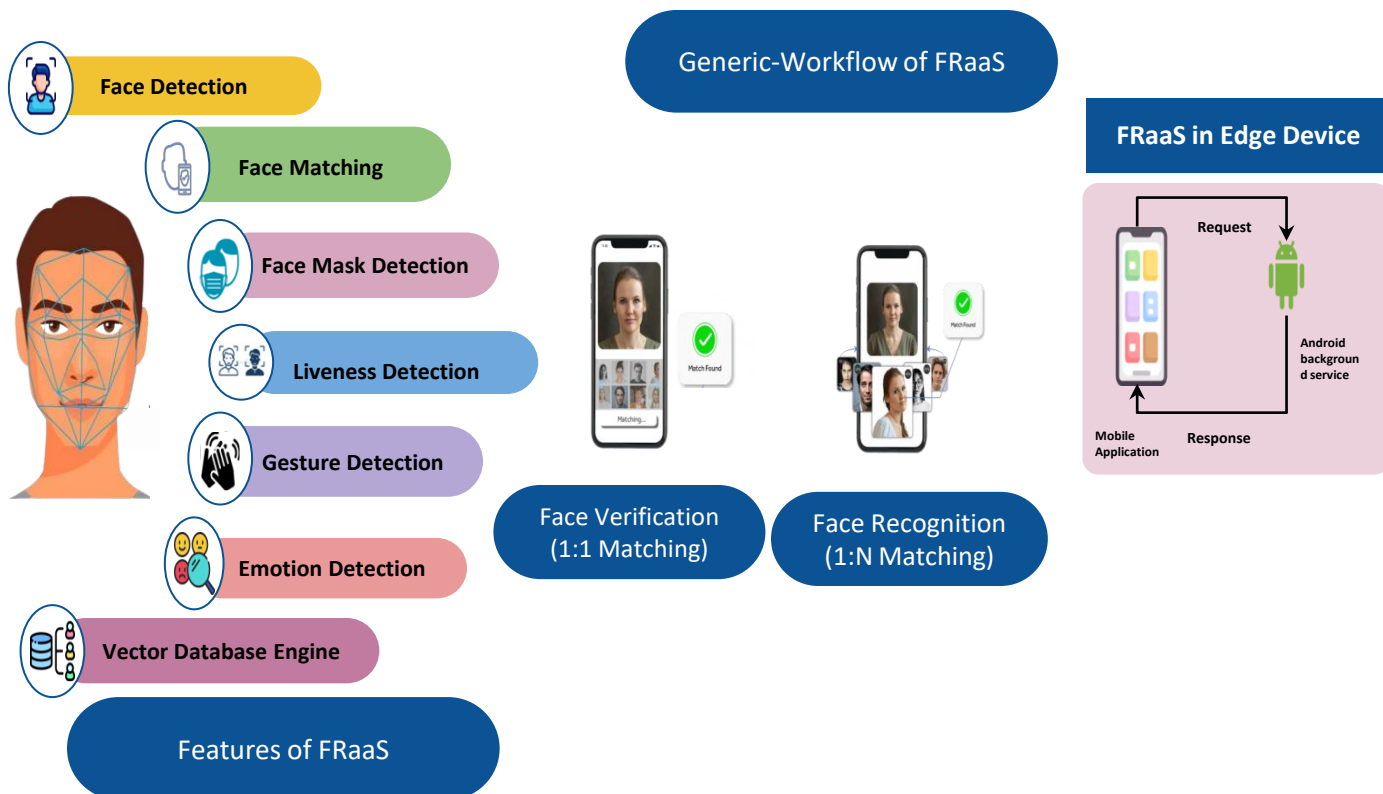 Face Detection
Face Matching
Face Mask Detection
Liveness Detection
Gesture Detection
Emotion Detection
Vector Database Engine
Features of FRaaS
Generic-Workflow of FRaaS
Matching...
Match Found
Face Verification
(1:1 Matching)
Match Found
Face Recognition
(1:N Matching)
FRaaS in Edge Device
Request
Android
backgroun
d service
Mobile
Application
Response